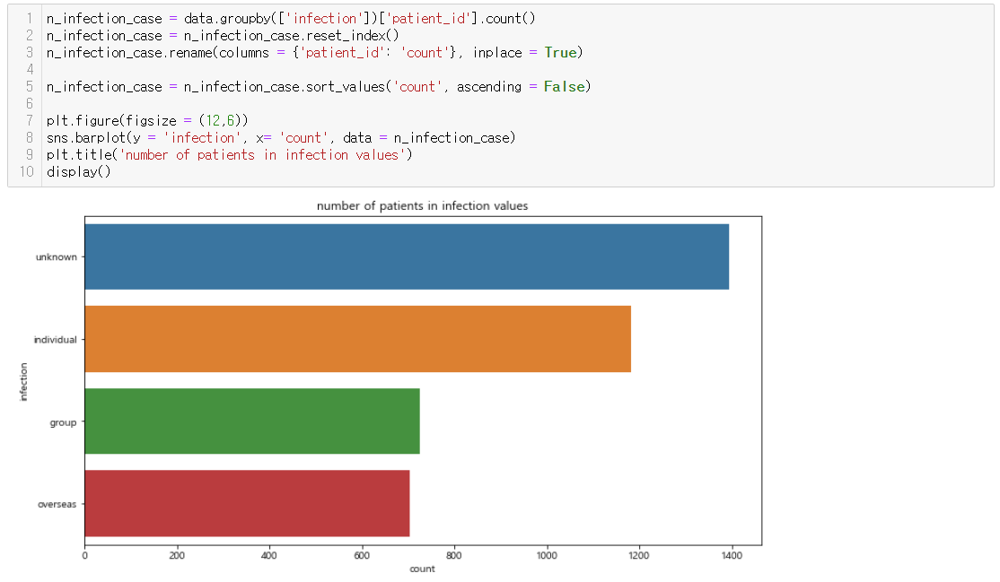 1 n_infection_case = data.groupby(['infection'])['patient_id'].count()
2 n_infection_case = n_infection_case.reset_index()
3 n_infection_case.rename(columns = {'patient_id': 'count'}, inplace = True)
4
5 n_infection_case = n_infection_case.sort_values('count', ascending = False)
6
7 plt.figure(figsize = (12,6))
8 sns.barplot(y = 'infection', x= 'count', data = n_infection_case)
9 plt.title('number of patients in infection values')
10 display()
number of patients in infection values
unknown
individual
infection
group
overseas
0 200 400 600 800 1000 1200 1400
count